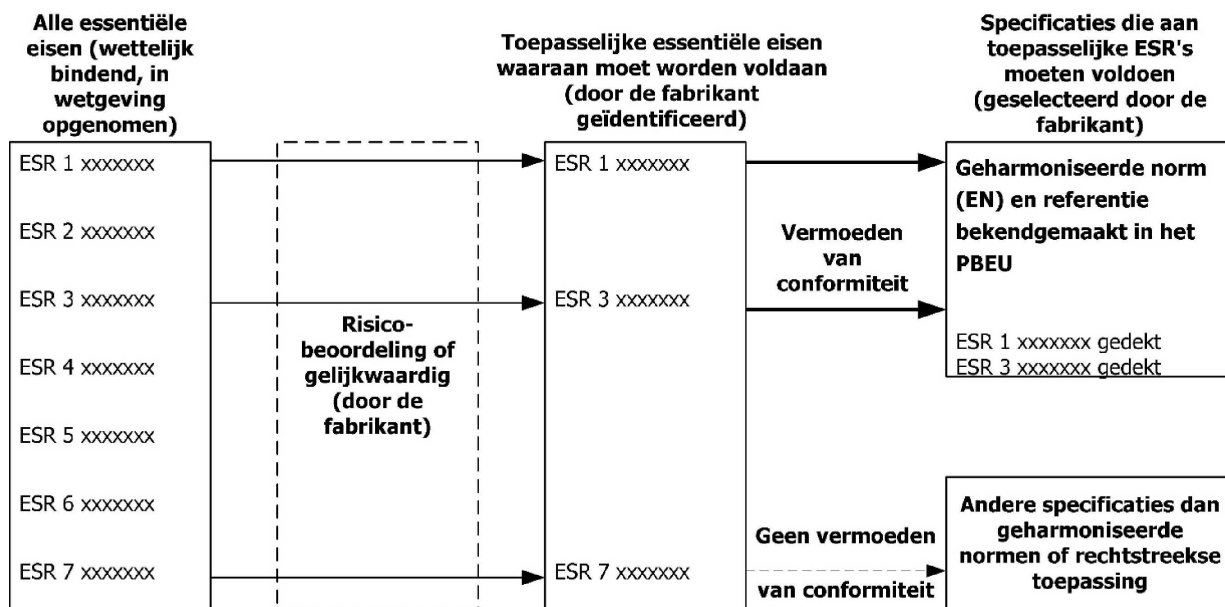 Alle essentiële
eisen (wettelijk
bindend, in
wetgeving
opgenomen)
ESR 1 xxxxxxx
ESR 2 xxxxxxx
ESR 3 xxxxxxx
ESR 4 xxxxxxx
ESR 5 xxxxxxx
ESR 6 xxxxxxx
ESR 7 xxxxxxx
Risico-
beoordeling of
gelijkwaardig
(door de
fabrikant)
Toepasselijke essentiële eisen
waaraan moet worden voldaan
(door de fabrikant
geïdentificeerd)
ESR 1 xxxxxxx
ESR 3 xxxxxxx
ESR 7 xxxxxxx
Vermoeden
van
conformiteit
Geen vermoeden
van conformiteit
Specificaties die aan
toepasselijke ESR's
moeten voldoen
(geselecteerd door de
fabrikant)
Geharmoniseerde norm
(EN) en referentie
bekendgemaakt in het
PBEU
ESR 1 xxxxxxx gedekt
ESR 3 xxxxxxx gedekt
Andere specificaties dan
geharmoniseerde
normen of rechtstreekse
toepassing